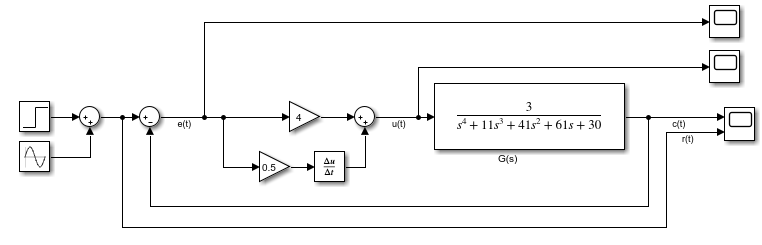 +
+
+
−
e(t)
4
+
+
u(t)
3
s⁴ + 11s³ + 41s² + 61s + 30
c(t)
r(t)
G(s)
0.5
Δu
Δt